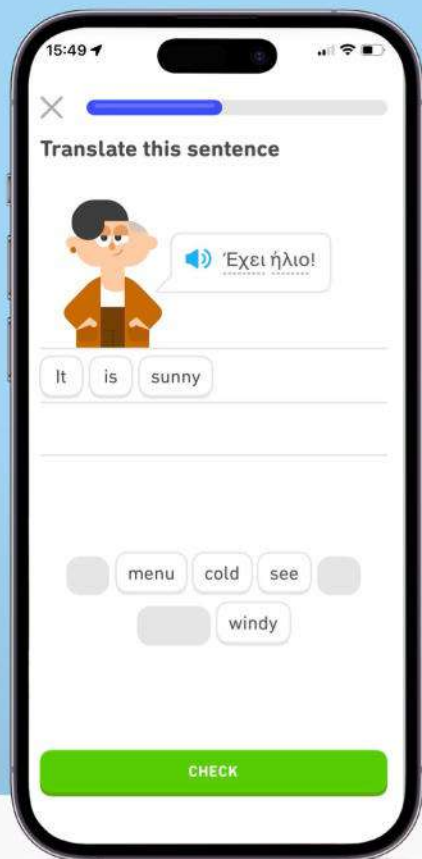 15:49
Translate this sentence
Έχει ήλιο!
It is sunny
menu cold see
windy
CHECK